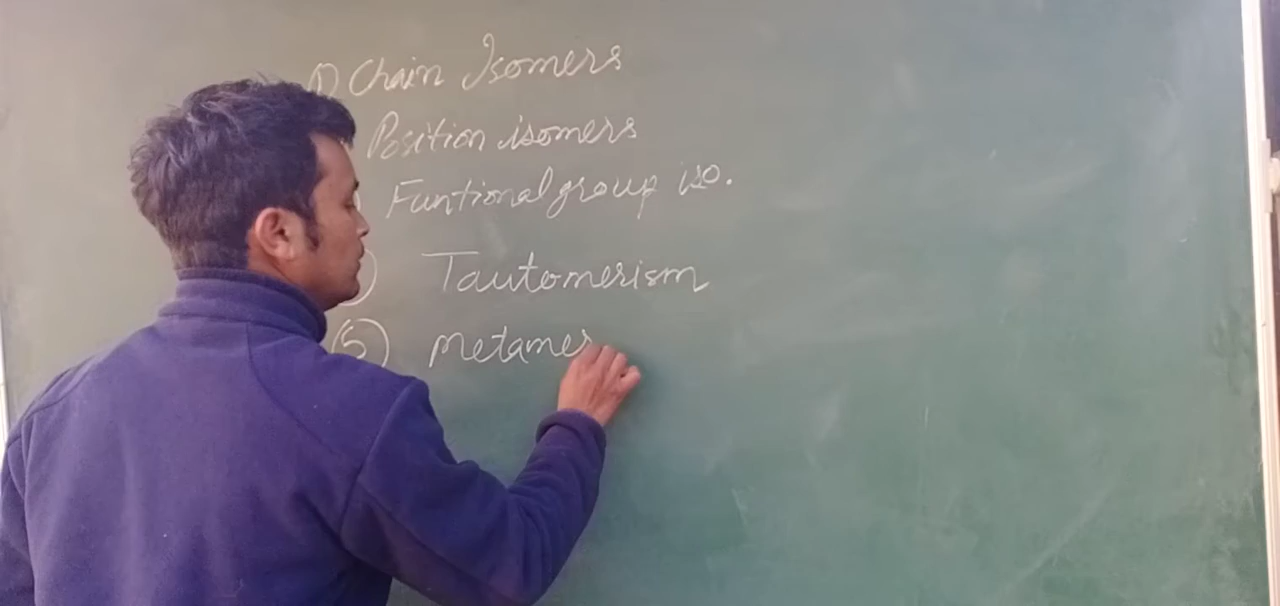 1) Chain Isomers
Position isomers
Funtional group iso.
) Tautomerism
(5) Metamer